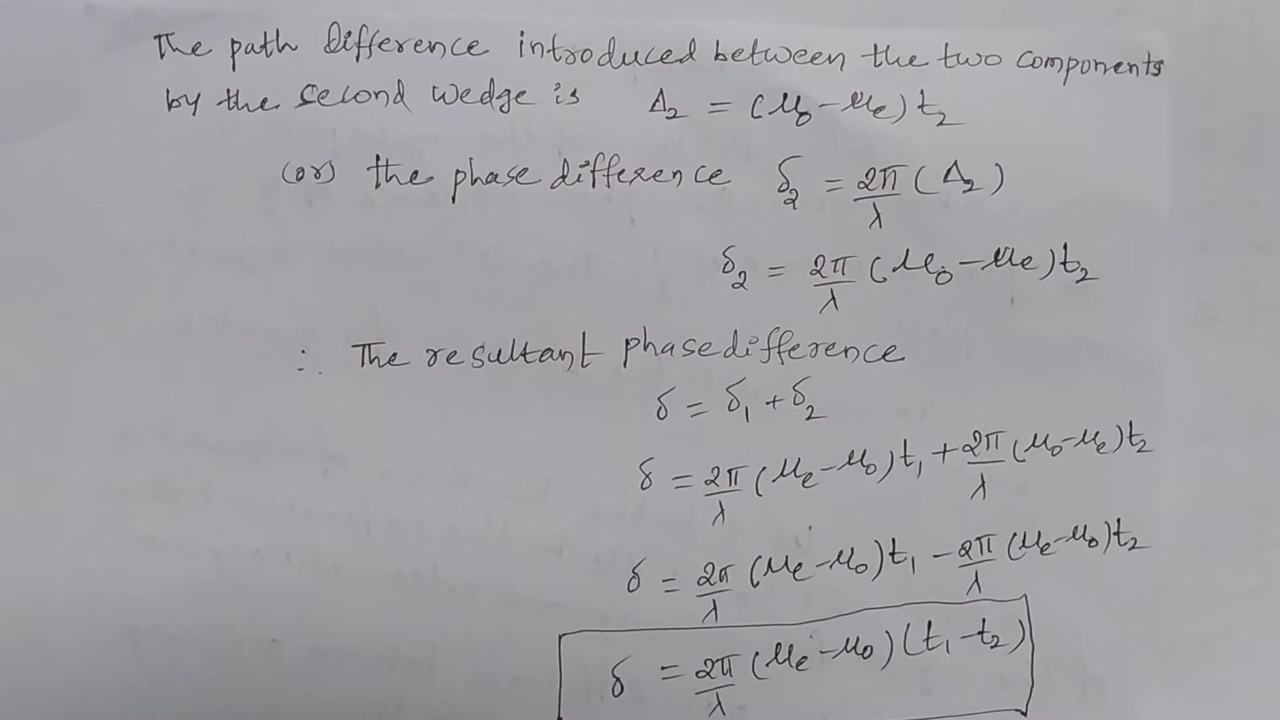 The path difference introduced between the two components
by the second wedge is Δ₂ = (μ₀ - μₑ) t₂
(or) the phase difference δ₂ = 2π/λ (Δ₂)
δ₂ = 2π/λ (μ₀ - μₑ) t₂
∴ The resultant phase difference
δ = δ₁ + δ₂
δ = 2π/λ (μₑ - μ₀) t₁ + 2π/λ (μ₀ - μₑ) t₂
δ = 2π/λ (μₑ - μ₀) t₁ - 2π/λ (μₑ - μ₀) t₂
δ = 2π/λ (μₑ - μ₀) (t₁ - t₂)